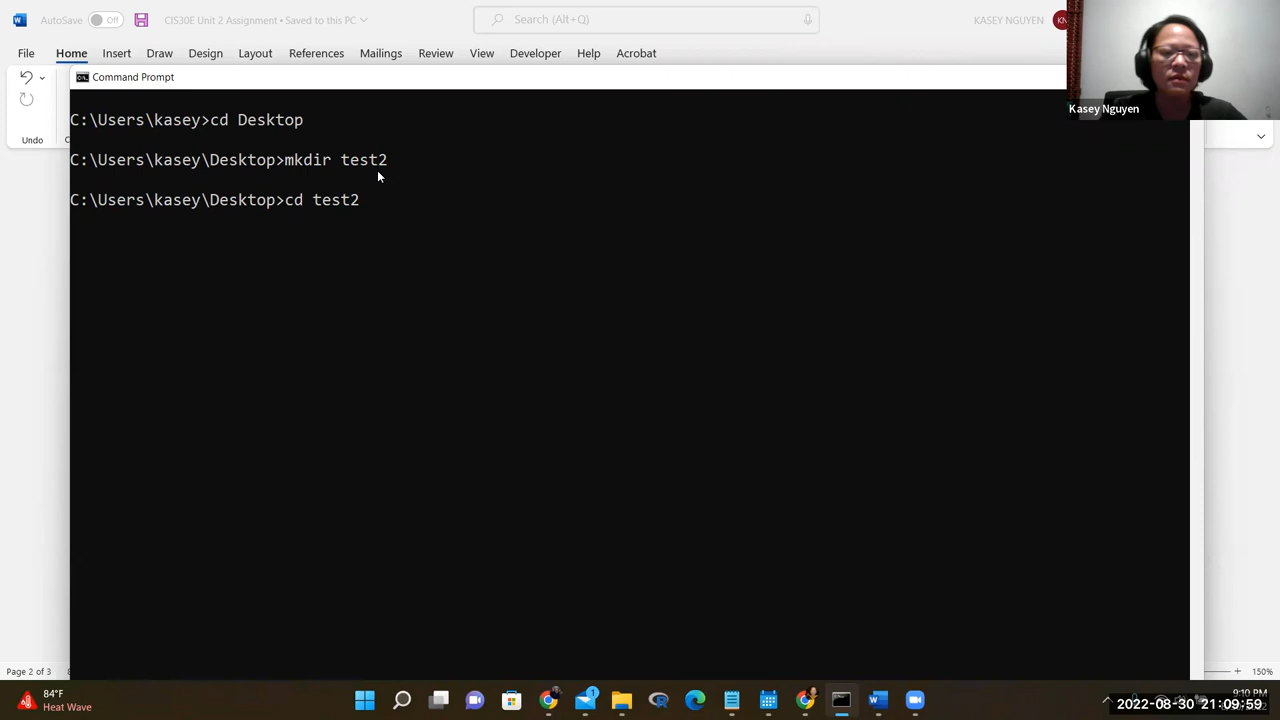 AutoSave Off CIS30E Unit 2 Assignment • Saved to this PC Search (Alt+Q) KASEY NGUYEN KN
File Home Insert Draw Design Layout References Mailings Review View Developer Help Acrobat
Command Prompt
Kasey Nguyen
Undo
C:\Users\kasey>cd Desktop
C:\Users\kasey\Desktop>mkdir test2
C:\Users\kasey\Desktop>cd test2
Page 2 of 3 150%
84°F
Heat Wave
9:10 PM
2022-08-30 21:09:59